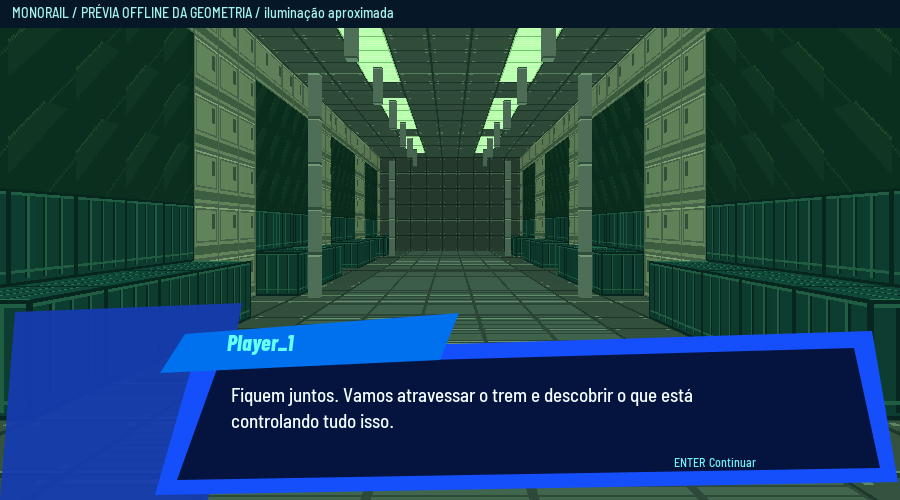 MONORAIL / PRÉVIA OFFLINE DA GEOMETRIA / iluminação aproximada
Player_1
Fiquem juntos. Vamos atravessar o trem e descobrir o que está
controlando tudo isso.
ENTER Continuar